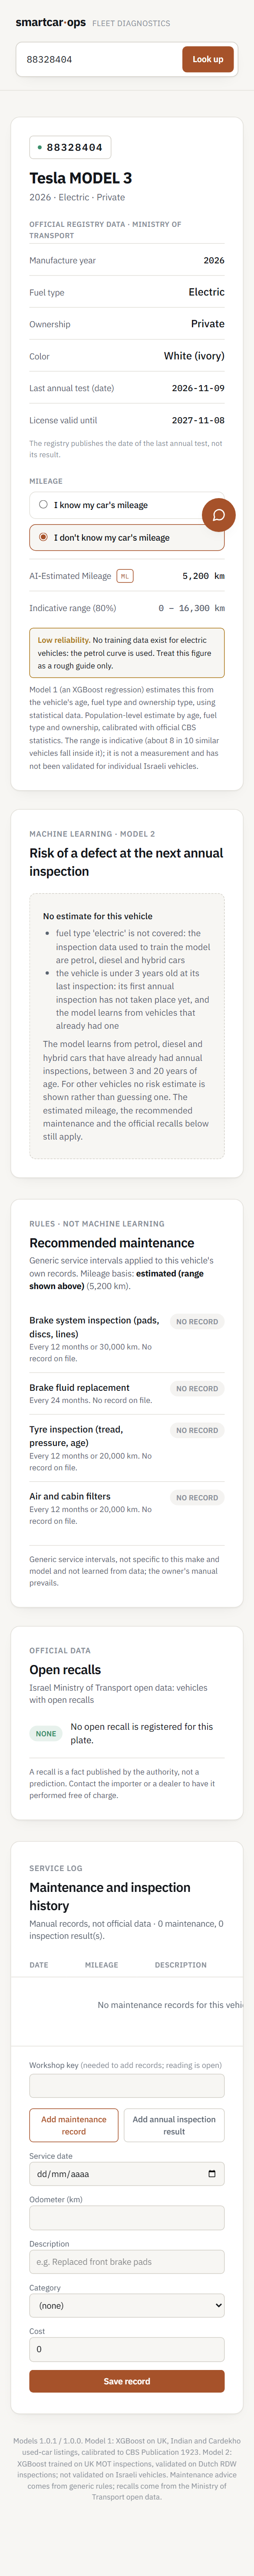 smartcar·ops FLEET DIAGNOSTICS
88328404 Look up
88328404
Tesla MODEL 3
2026 · Electric · Private
OFFICIAL REGISTRY DATA · MINISTRY OF
TRANSPORT
Manufacture year 2026
Fuel type Electric
Ownership Private
Color White (ivory)
Last annual test (date) 2026-11-09
License valid until 2027-11-08
The registry publishes the date of the last annual test, not
its result.
MILEAGE
I know my car's mileage
I don't know my car's mileage
AI-Estimated Mileage ML 5,200 km
Indicative range (80%) 0 – 16,300 km
Low reliability. No training data exist for electric
vehicles: the petrol curve is used. Treat this figure
as a rough guide only.
Model 1 (an XGBoost regression) estimates this from
the vehicle's age, fuel type and ownership type, using
statistical data. Population-level estimate by age, fuel
type and ownership, calibrated with official CBS
statistics. The range is indicative (about 8 in 10 similar
vehicles fall inside it); it is not a measurement and has
not been validated for individual Israeli vehicles.
MACHINE LEARNING · MODEL 2
Risk of a defect at the next annual
inspection
No estimate for this vehicle
• fuel type 'electric' is not covered: the
inspection data used to train the model
are petrol, diesel and hybrid cars
• the vehicle is under 3 years old at its
last inspection: its first annual
inspection has not taken place yet, and
the model learns from vehicles that
already had one
The model learns from petrol, diesel and
hybrid cars that have already had annual
inspections, between 3 and 20 years of
age. For other vehicles no risk estimate is
shown rather than guessing one. The
estimated mileage, the recommended
maintenance and the official recalls below
still apply.
RULES · NOT MACHINE LEARNING
Recommended maintenance
Generic service intervals applied to this vehicle's
own records. Mileage basis: estimated (range
shown above) (5,200 km).
Brake system inspection (pads, NO RECORD
discs, lines)
Every 12 months or 30,000 km. No
record on file.
Brake fluid replacement NO RECORD
Every 24 months. No record on file.
Tyre inspection (tread, NO RECORD
pressure, age)
Every 12 months or 20,000 km. No
record on file.
Air and cabin filters NO RECORD
Every 12 months or 20,000 km. No
record on file.
Generic service intervals, not specific to this make and
model and not learned from data; the owner's manual
prevails.
OFFICIAL DATA
Open recalls
Israel Ministry of Transport open data: vehicles
with open recalls
NONE No open recall is registered for this
plate.
A recall is a fact published by the authority, not a
prediction. Contact the importer or a dealer to have it
performed free of charge.
SERVICE LOG
Maintenance and inspection
history
Manual records, not official data · 0 maintenance, 0
inspection result(s).
DATE MILEAGE DESCRIPTION
No maintenance records for this vehi
Workshop key (needed to add records; reading is open)
Add maintenance
record
Add annual inspection
result
Service date
dd/mm/aaaa
Odometer (km)
Description
e.g. Replaced front brake pads
Category
(none)
Cost
0
Save record
Models 1.0.1 / 1.0.0. Model 1: XGBoost on UK, Indian and Cardekho
used-car listings, calibrated to CBS Publication 1923. Model 2:
XGBoost trained on UK MOT inspections, validated on Dutch RDW
inspections; not validated on Israeli vehicles. Maintenance advice
comes from generic rules; recalls come from the Ministry of
Transport open data.